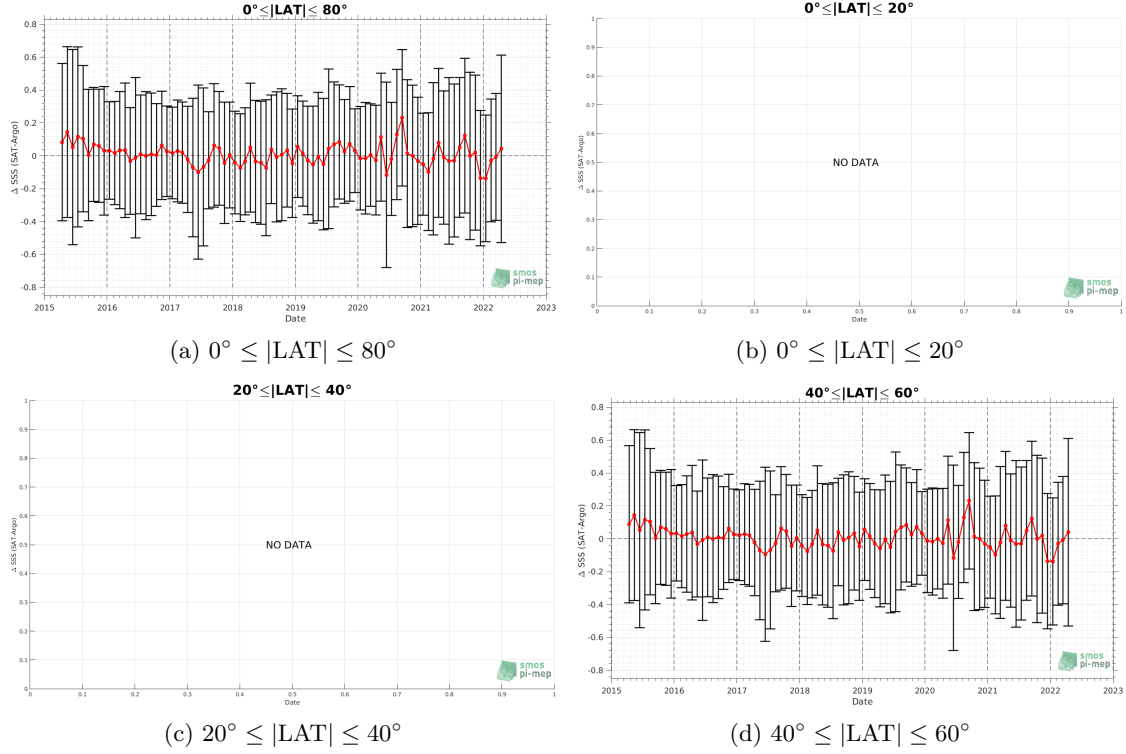 0°≤|LAT|≤ 80°
Δ SSS (SAT-Argo)
0.8
0.6
0.4
0.2
0
-0.2
-0.4
-0.6
-0.8
smos
pi-mep
2015 2016 2017 2018 2019 2020 2021 2022 2023
Date
(a) 0° ≤ |LAT| ≤ 80°
0°≤|LAT|≤ 20°
Δ SSS (SAT-Argo)
1
0.9
0.8
0.7
0.6
0.5
0.4
0.3
0.2
0.1
0
NO DATA
smos
pi-mep
0 0.1 0.2 0.3 0.4 0.5 0.6 0.7 0.8 0.9 1
Date
(b) 0° ≤ |LAT| ≤ 20°
20°≤|LAT|≤ 40°
Δ SSS (SAT-Argo)
1
0.9
0.8
0.7
0.6
0.5
0.4
0.3
0.2
0.1
0
NO DATA
smos
pi-mep
0 0.1 0.2 0.3 0.4 0.5 0.6 0.7 0.8 0.9 1
Date
(c) 20° ≤ |LAT| ≤ 40°
40°≤|LAT|≤ 60°
Δ SSS (SAT-Argo)
0.8
0.6
0.4
0.2
0
-0.2
-0.4
-0.6
-0.8
smos
pi-mep
2015 2016 2017 2018 2019 2020 2021 2022 2023
Date
(d) 40° ≤ |LAT| ≤ 60°